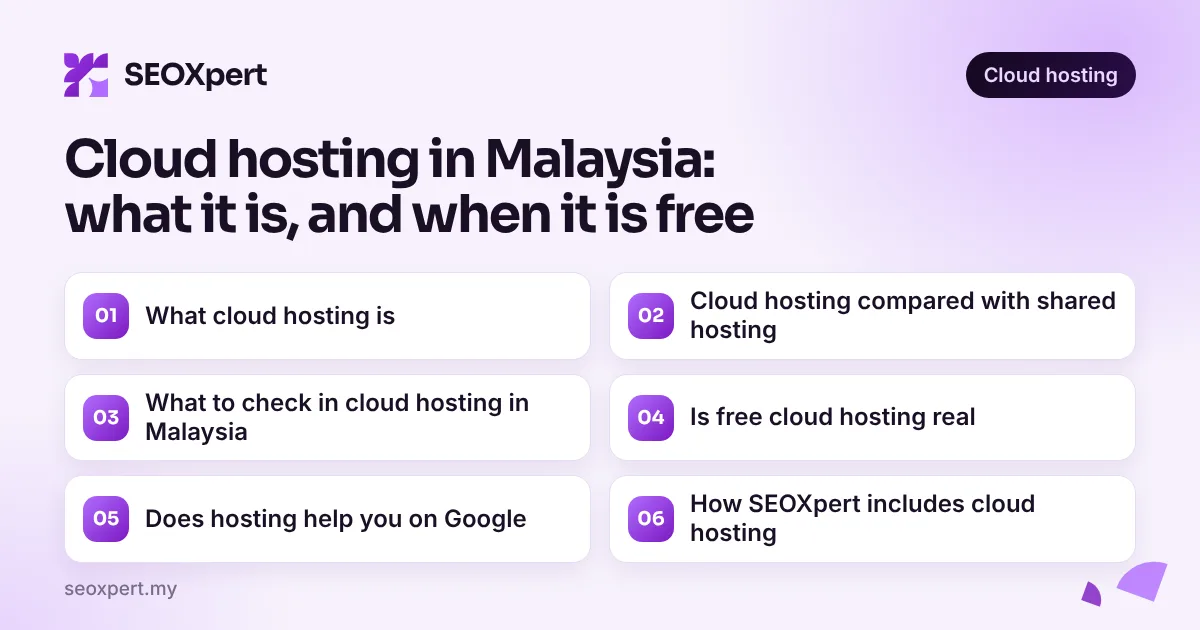 SEOXpert
Cloud hosting
Cloud hosting in Malaysia:
what it is, and when it is free
01
What cloud hosting is
02
Cloud hosting compared with shared
hosting
03
What to check in cloud hosting in
Malaysia
04
Is free cloud hosting real
05
Does hosting help you on Google
06
How SEOXpert includes cloud
hosting
seoxpert.my